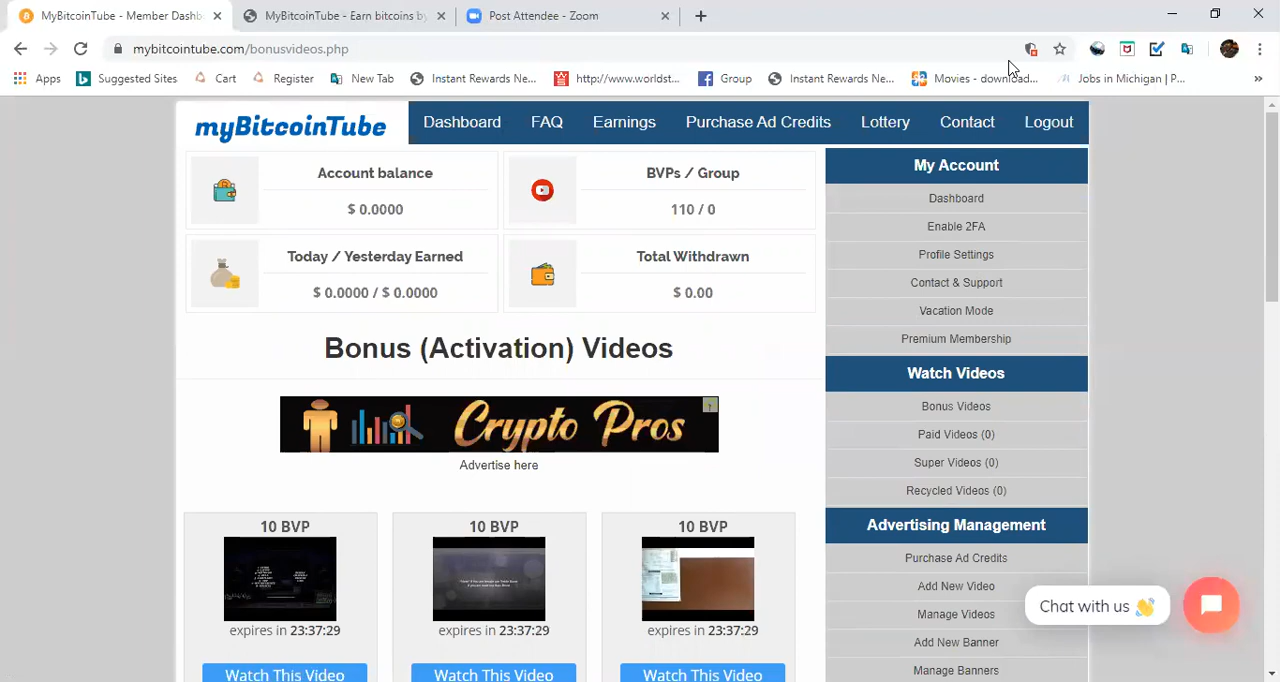 MyBitcoinTube - Member Dashb
MyBitcoinTube - Earn bitcoins by
Post Attendee - Zoom
mybitcointube.com/bonusvideos.php
Apps
Suggested Sites
Cart
Register
New Tab
Instant Rewards Ne...
http://www.worldst...
Group
Instant Rewards Ne...
Movies - download...
Jobs in Michigan | P...
myBitcoinTube
Dashboard
FAQ
Earnings
Purchase Ad Credits
Lottery
Contact
Logout
Account balance
$ 0.0000
BVPs / Group
110 / 0
Today / Yesterday Earned
$ 0.0000 / $ 0.0000
Total Withdrawn
$ 0.00
Bonus (Activation) Videos
Crypto Pros
Advertise here
10 BVP
expires in 23:37:29
Watch This Video
10 BVP
expires in 23:37:29
Watch This Video
10 BVP
expires in 23:37:29
Watch This Video
My Account
Dashboard
Enable 2FA
Profile Settings
Contact & Support
Vacation Mode
Premium Membership
Watch Videos
Bonus Videos
Paid Videos (0)
Super Videos (0)
Recycled Videos (0)
Advertising Management
Purchase Ad Credits
Add New Video
Manage Videos
Add New Banner
Manage Banners
Chat with us 👋